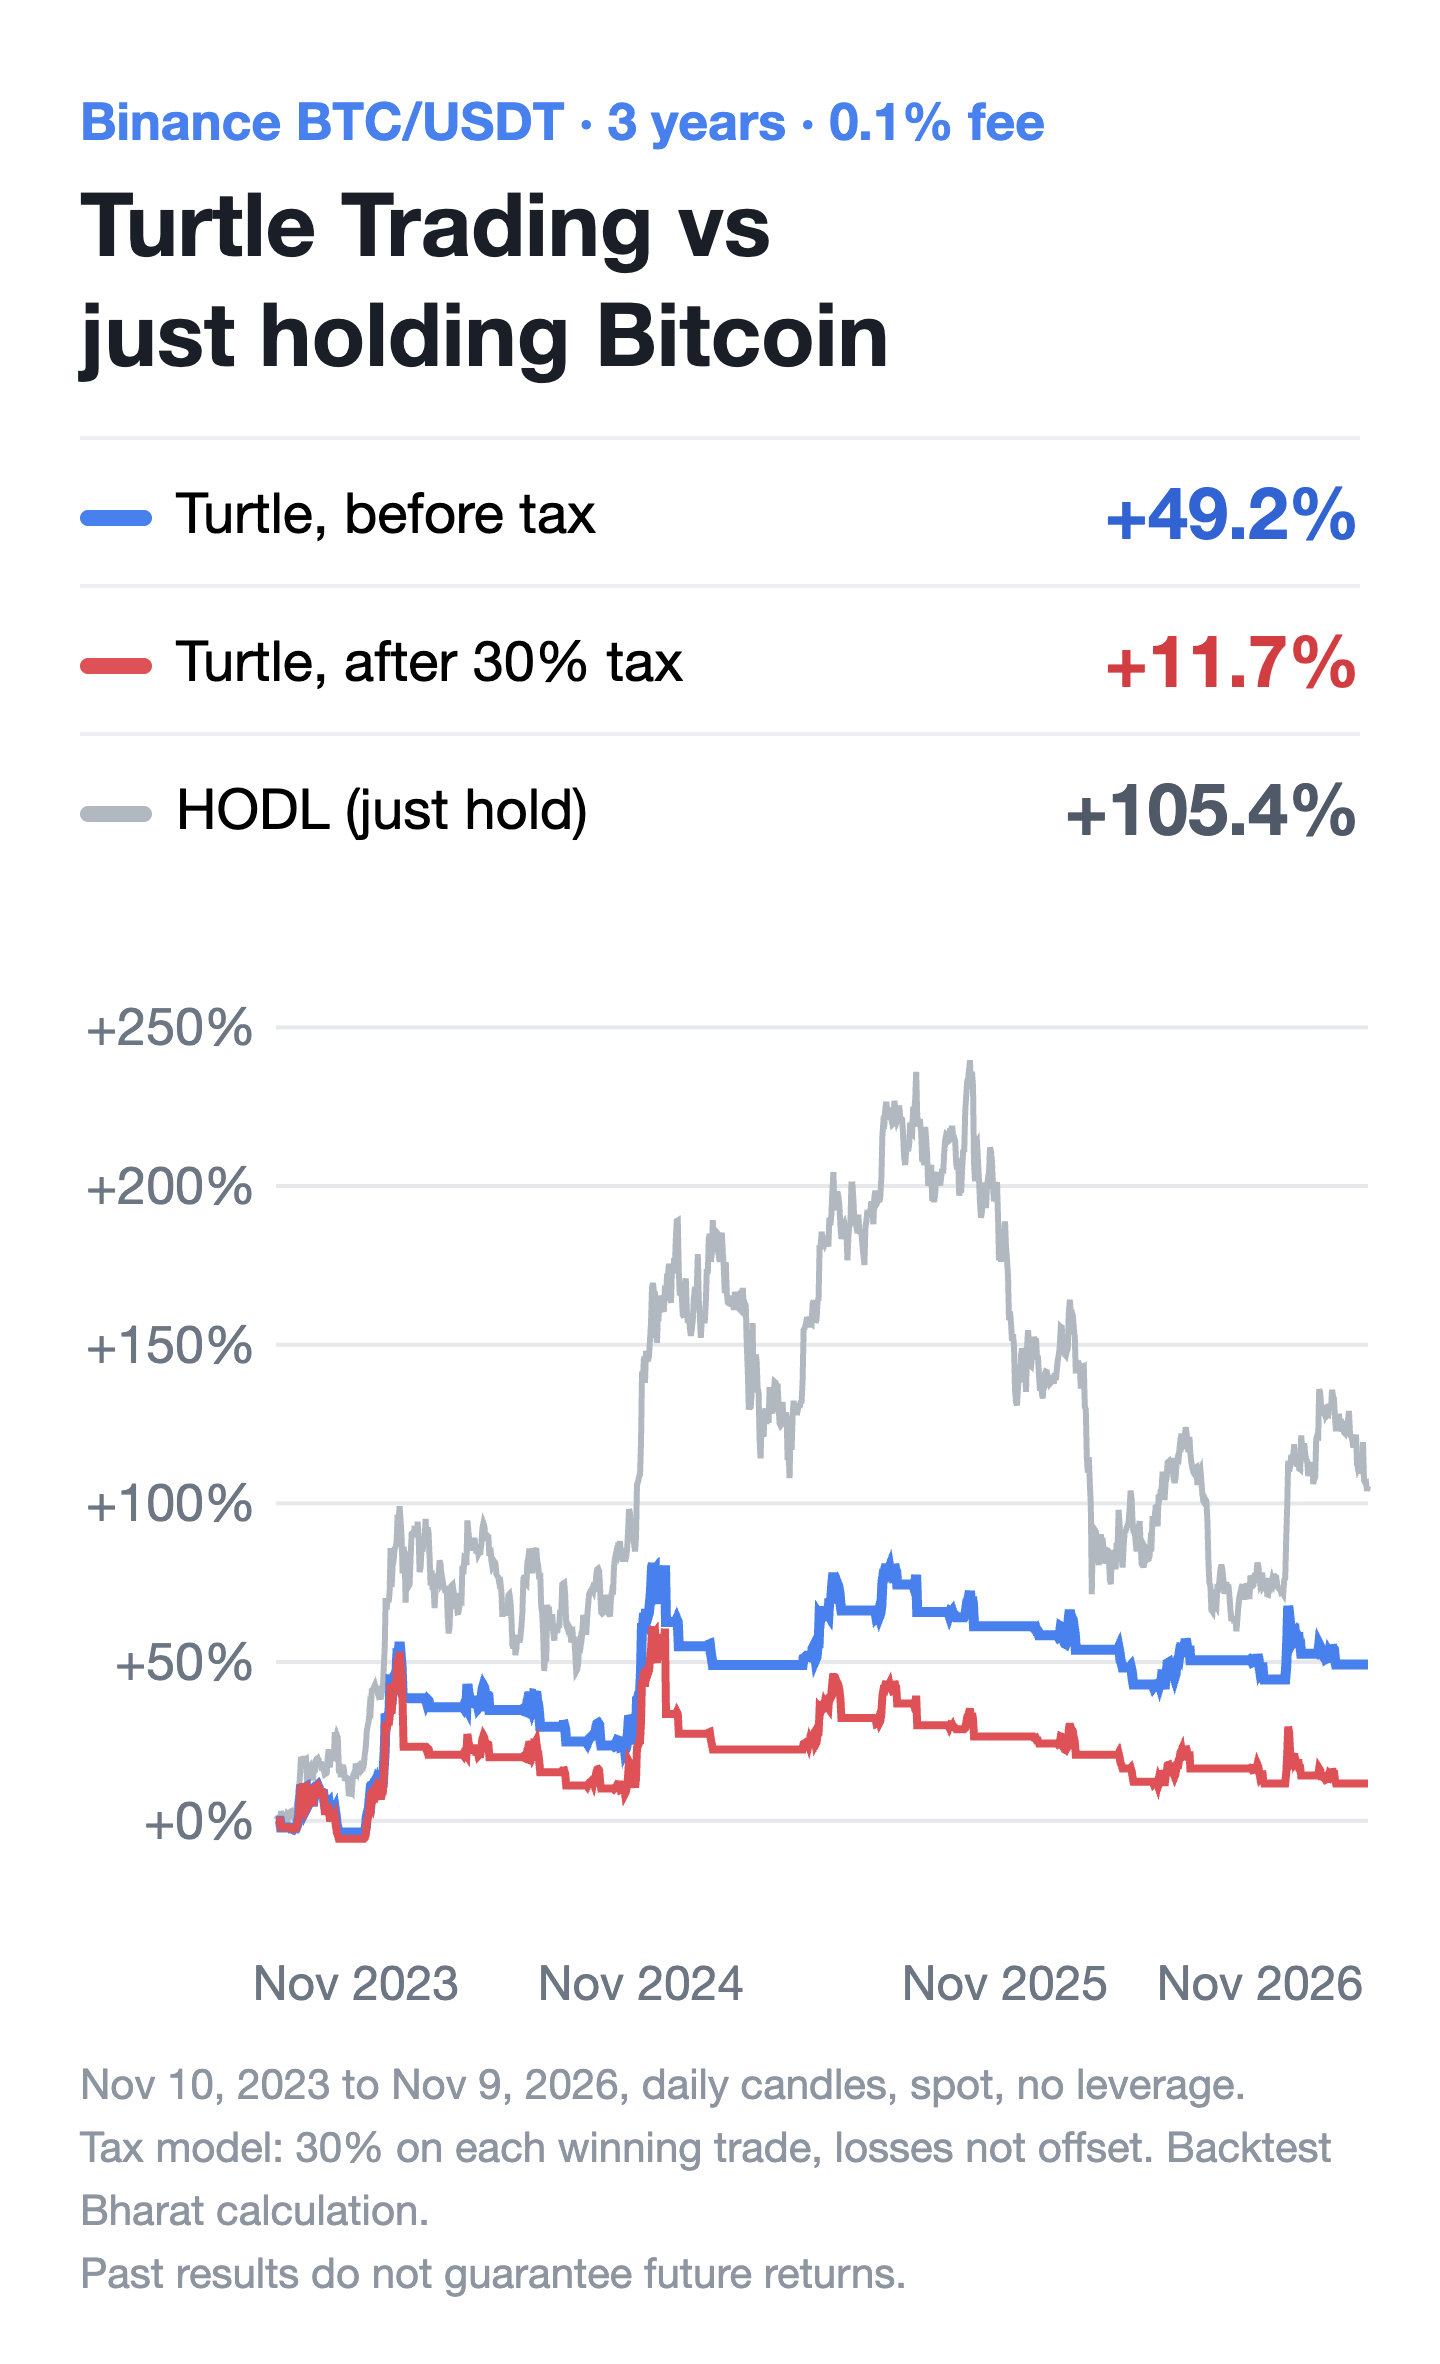 Binance BTC/USDT · 3 years · 0.1% fee
Turtle Trading vs
just holding Bitcoin
Turtle, before tax +49.2%
Turtle, after 30% tax +11.7%
HODL (just hold) +105.4%
+250%
+200%
+150%
+100%
+50%
+0%
Nov 2023 Nov 2024 Nov 2025 Nov 2026
Nov 10, 2023 to Nov 9, 2026, daily candles, spot, no leverage.
Tax model: 30% on each winning trade, losses not offset. Backtest
Bharat calculation.
Past results do not guarantee future returns.